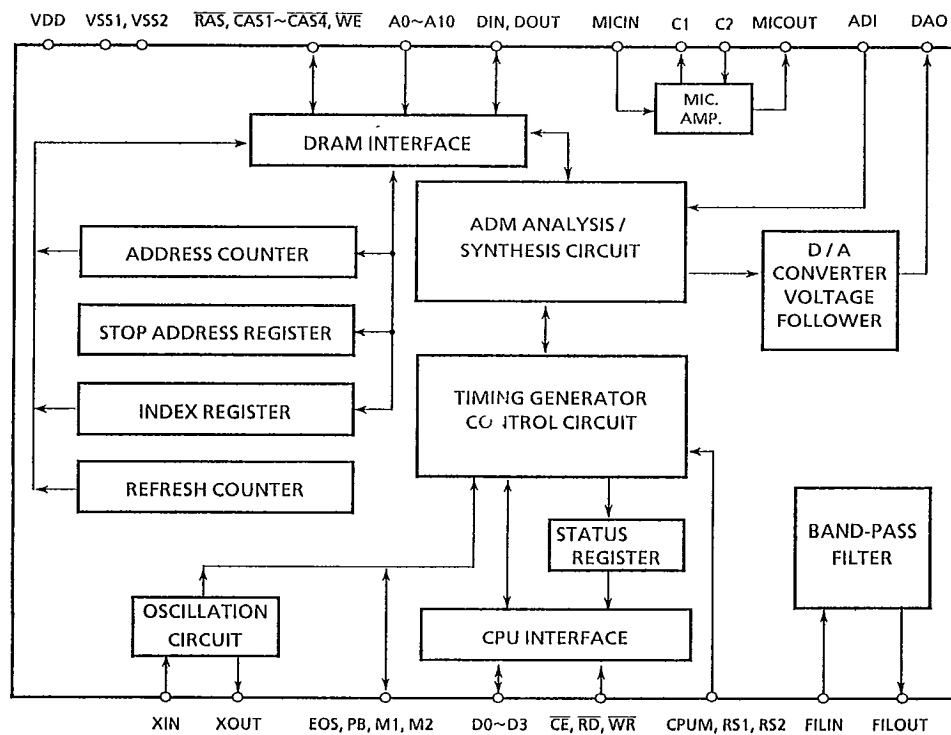 VDD VSS1, VSS2 RAS, CAS1~CAS4, WE A0~A10 DIN, DOUT MICIN C1 C2 MICOUT ADI DAO
MIC.
AMP.
DRAM INTERFACE
ADM ANALYSIS /
SYNTHESIS CIRCUIT
ADDRESS COUNTER
D / A
CONVERTER
VOLTAGE
FOLLOWER
STOP ADDRESS REGISTER
INDEX REGISTER
TIMING GENERATOR
CONTROL CIRCUIT
REFRESH COUNTER
STATUS
REGISTER
BAND-PASS
FILTER
OSCILLATION
CIRCUIT
CPU INTERFACE
XIN XOUT EOS, PB, M1, M2 D0~D3 CE, RD, WR CPUM, RS1, RS2 FILIN FILOUT